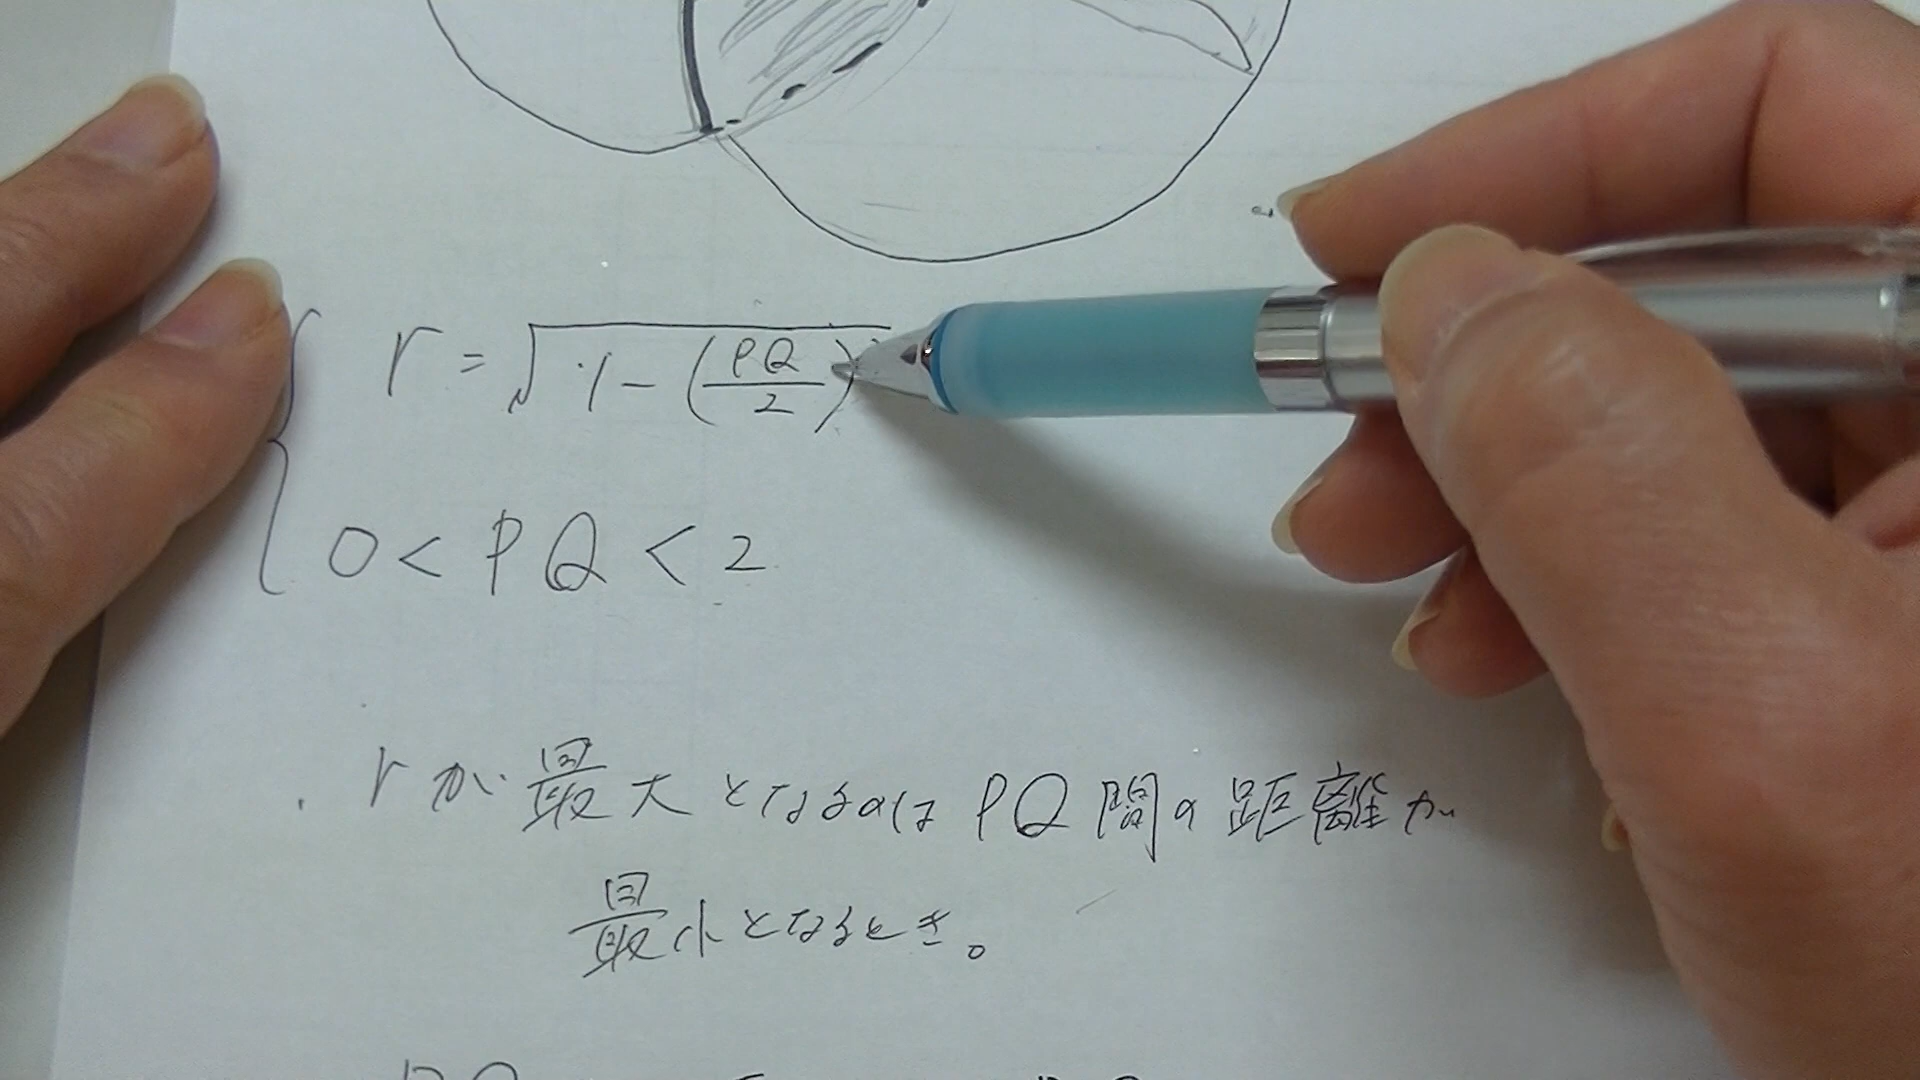 r = √1 - (PQ/2)
0 < PQ < 2
rが最大となるのはPQ間の距離が
最小となるとき。